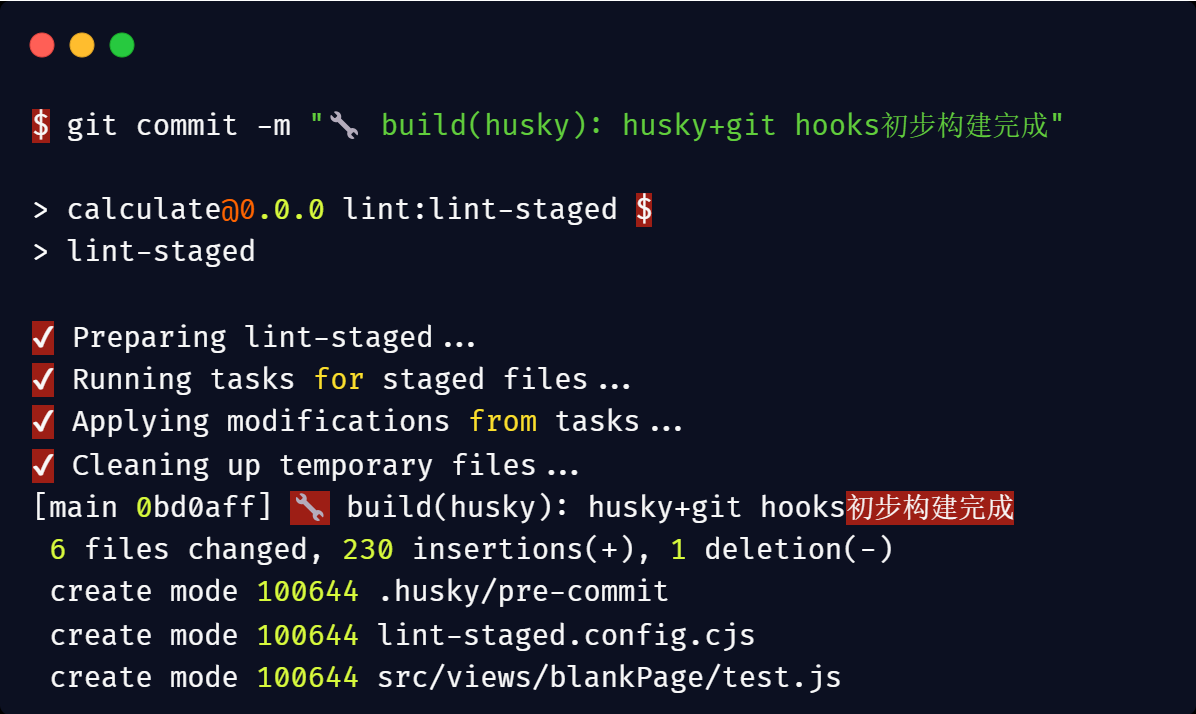 $ git commit -m "🔧 build(husky): husky+git hooks初步构建完成"
> calculate@0.0.0 lint:lint-staged $
> lint-staged
✔ Preparing lint-staged...
✔ Running tasks for staged files...
✔ Applying modifications from tasks...
✔ Cleaning up temporary files...
[main 0bd0aff] 🔧 build(husky): husky+git hooks初步构建完成
6 files changed, 230 insertions(+), 1 deletion(-)
create mode 100644 .husky/pre-commit
create mode 100644 lint-staged.config.cjs
create mode 100644 src/views/blankPage/test.js